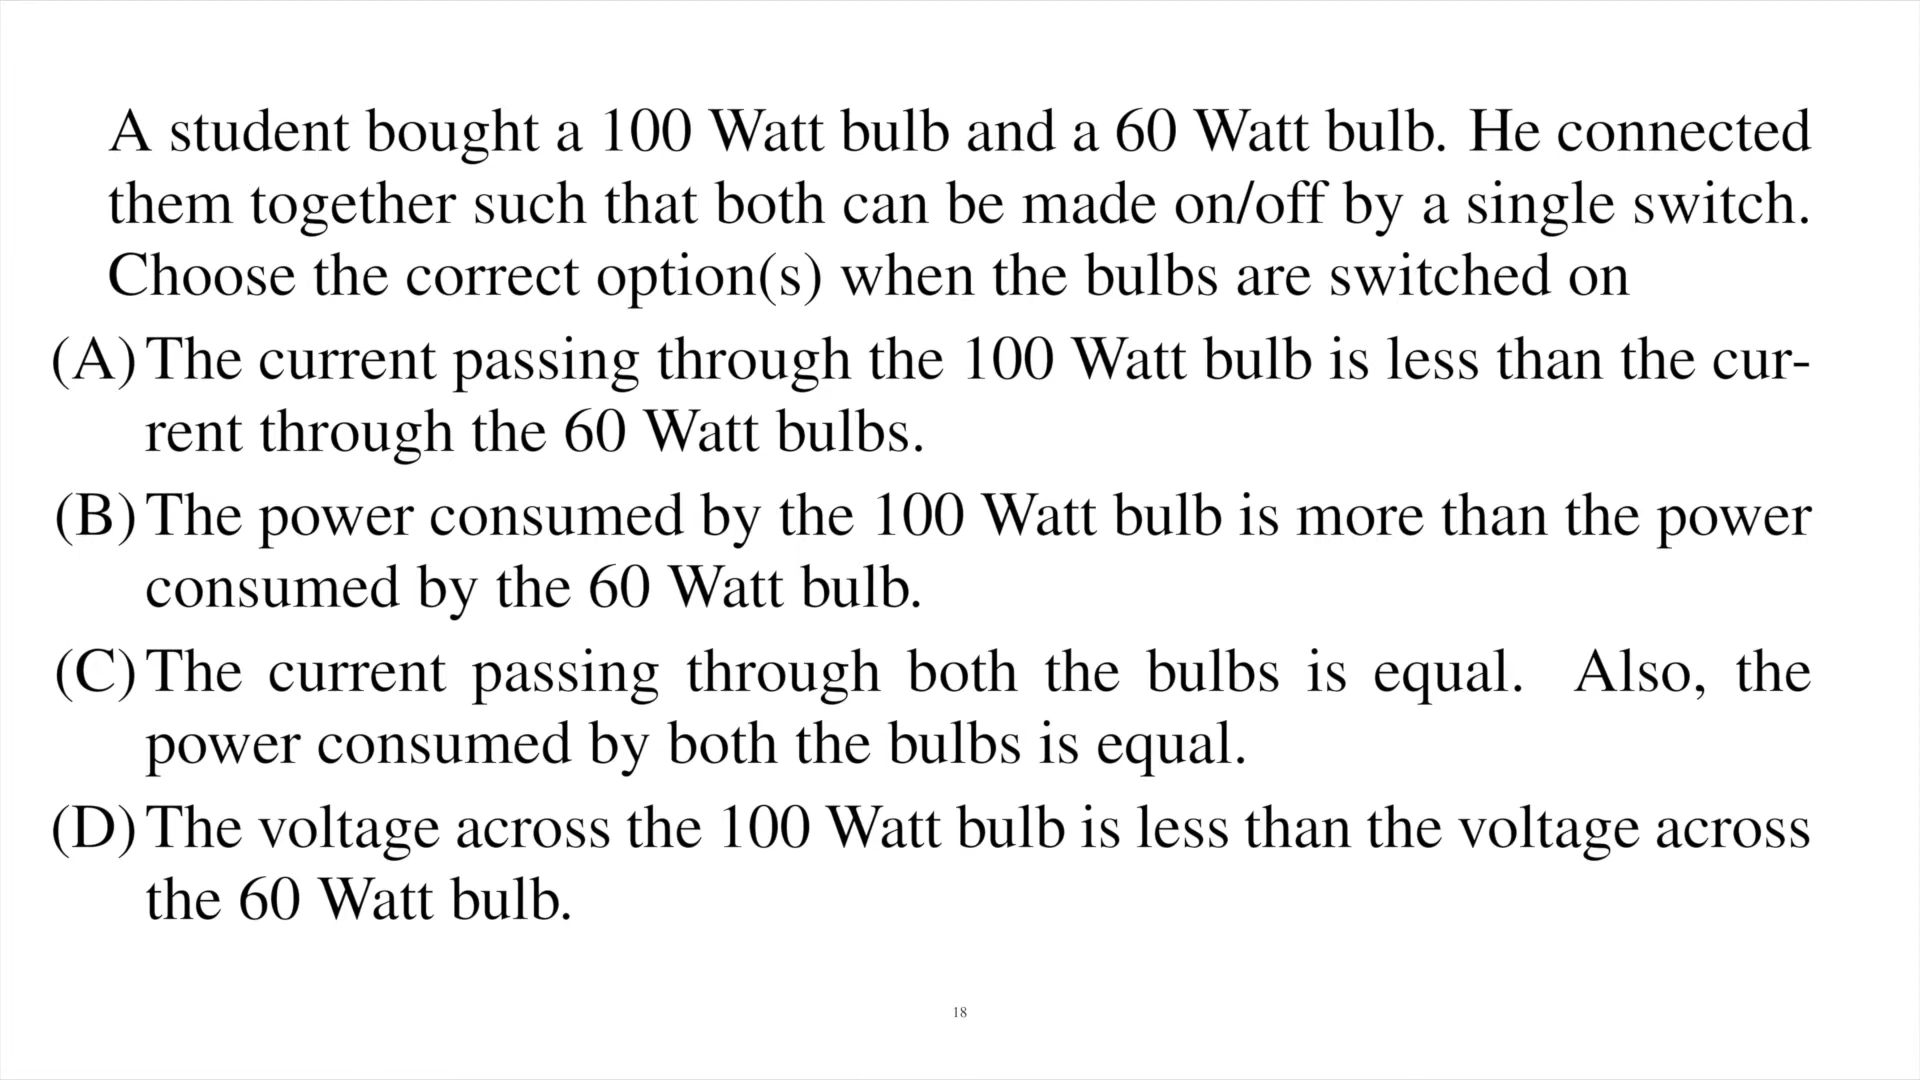 A student bought a 100 Watt bulb and a 60 Watt bulb. He connected
them together such that both can be made on/off by a single switch.
Choose the correct option(s) when the bulbs are switched on
(A) The current passing through the 100 Watt bulb is less than the cur-
rent through the 60 Watt bulbs.
(B) The power consumed by the 100 Watt bulb is more than the power
consumed by the 60 Watt bulb.
(C) The current passing through both the bulbs is equal. Also, the
power consumed by both the bulbs is equal.
(D) The voltage across the 100 Watt bulb is less than the voltage across
the 60 Watt bulb.
18